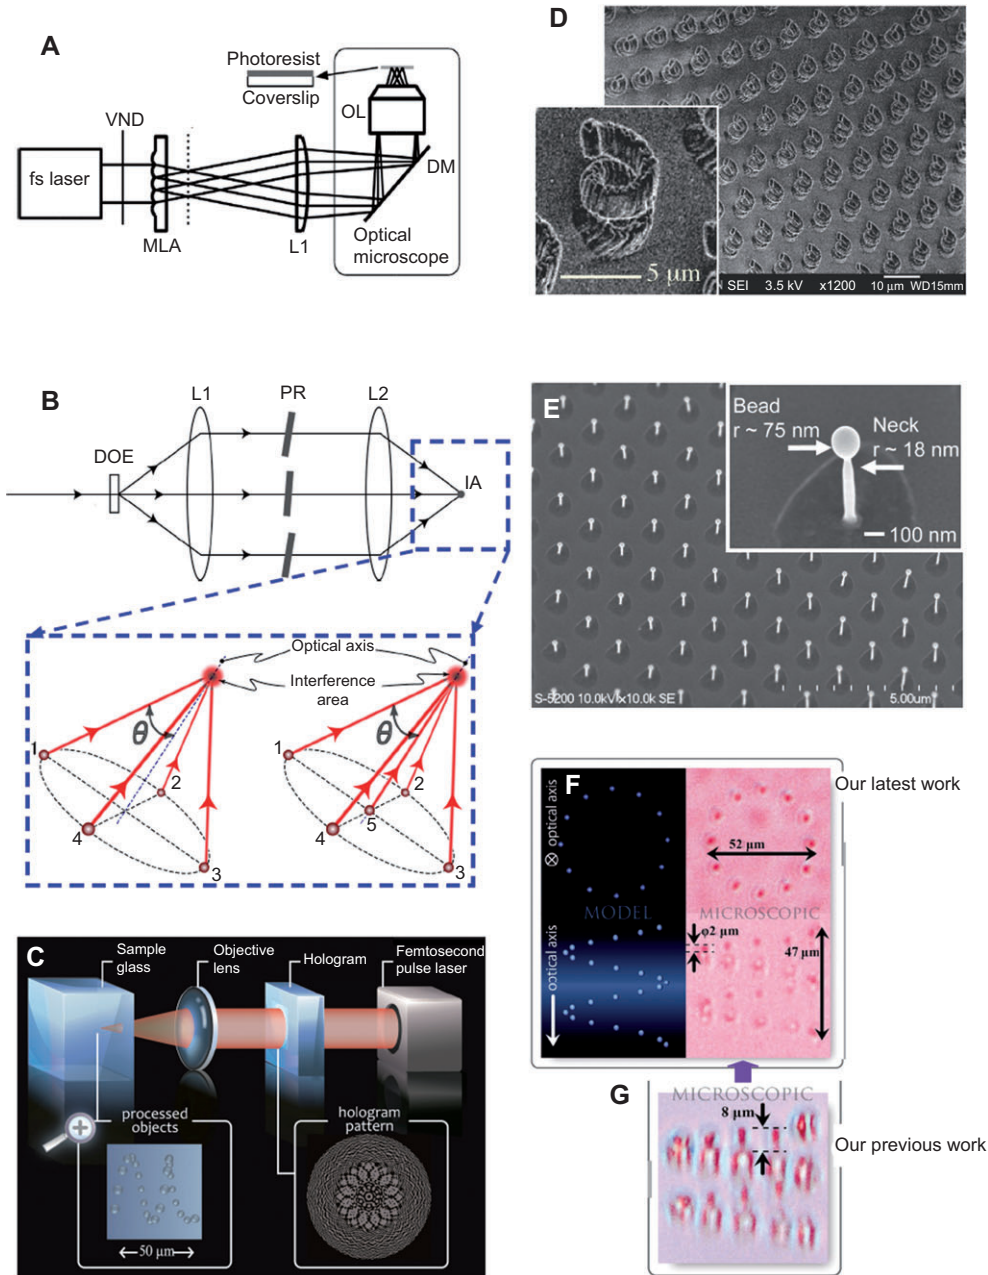 A
Photoresist
Coverslip
OL
VND
fs laser
DM
MLA
L1
Optical
microscope
D
5 µm
N SEI 3.5 kV x1200 10 µm WD15mm
B
L1
PR
L2
DOE
IA
Optical axis
Interference
area
θ
1
2
4
3
θ
1
2
4
5
3
E
Bead
r ~ 75 nm
Neck
r ~ 18 nm
100 nm
S-5200 10.0kV×10.0k SE
5.00um
C
Sample
glass
Objective
lens
Hologram
Femtosecond
pulse laser
processed
objects
50 µm
hologram
pattern
F
Our latest work
⊗ optical axis
52 µm
MODEL
MICROSCOPIC
φ2 µm
47 µm
optical axis
G
MICROSCOPIC
8 µm
Our previous work